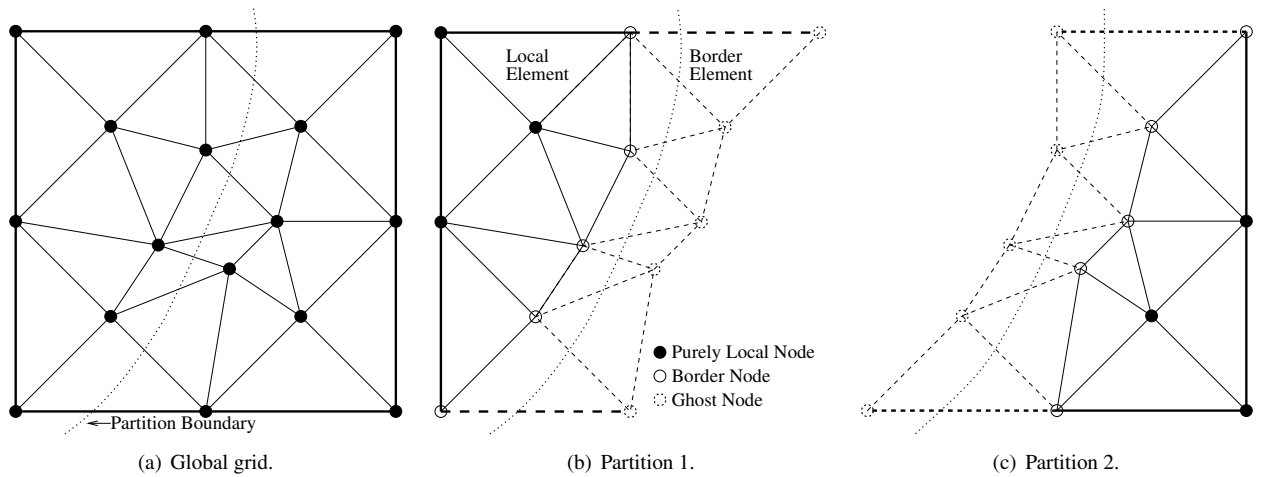 Local
Element
Border
Element
Purely Local Node
Border Node
Ghost Node
Partition Boundary
(a) Global grid.
(b) Partition 1.
(c) Partition 2.